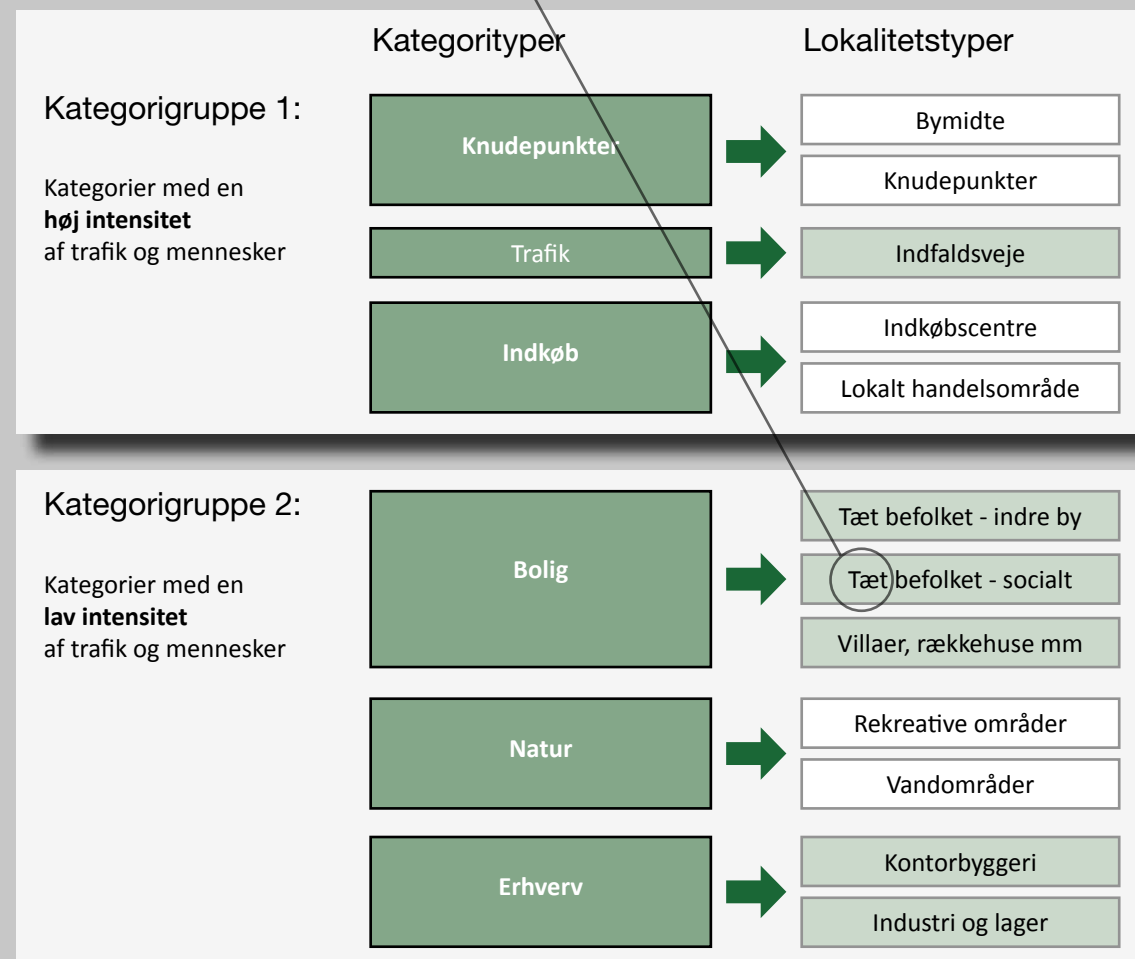 Kategorityper
Lokalitetstyper
Kategorigruppe 1:
Kategorier med en
høj intensitet
af trafik og mennesker
Knudepunkter
Bymidte
Knudepunkter
Trafik
Indfaldsveje
Indkøb
Indkøbscentre
Lokalt handelsområde
Kategorigruppe 2:
Kategorier med en
lav intensitet
af trafik og mennesker
Bolig
Tæt befolket - indre by
Tæt befolket - socialt
Villaer, rækkehuse mm
Natur
Rekreative områder
Vandområder
Erhverv
Kontorbyggeri
Industri og lager